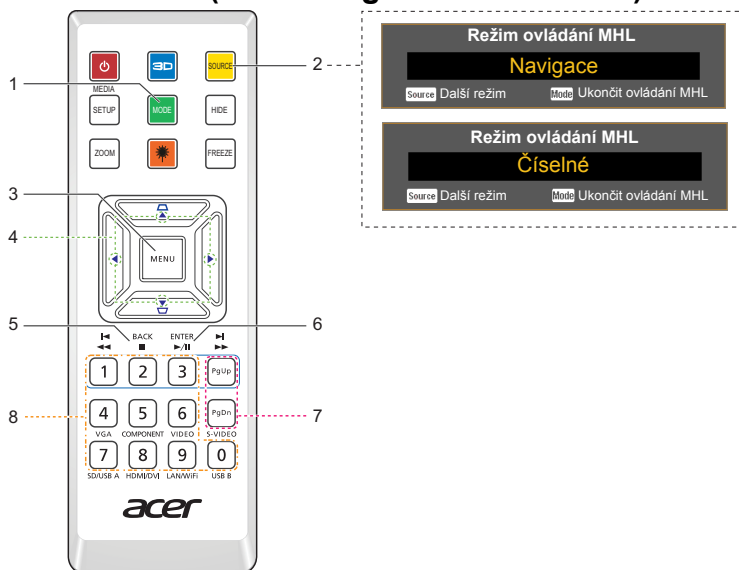 1
2
3
4
5
6
7
8
3D
SOURCE
MEDIA
SETUP
MODE
HIDE
ZOOM
FREEZE
MENU
BACK
ENTER
1 2 3 PgUp
4 5 6 PgDn
VGA COMPONENT VIDEO S-VIDEO
7 8 9 0
SD/USB A HDMI/DVI LAN/WiFi USB B
acer
Režim ovládání MHL
Navigace
Source Další režim Mode Ukončit ovládání MHL
Režim ovládání MHL
Číselné
Source Další režim Mode Ukončit ovládání MHL